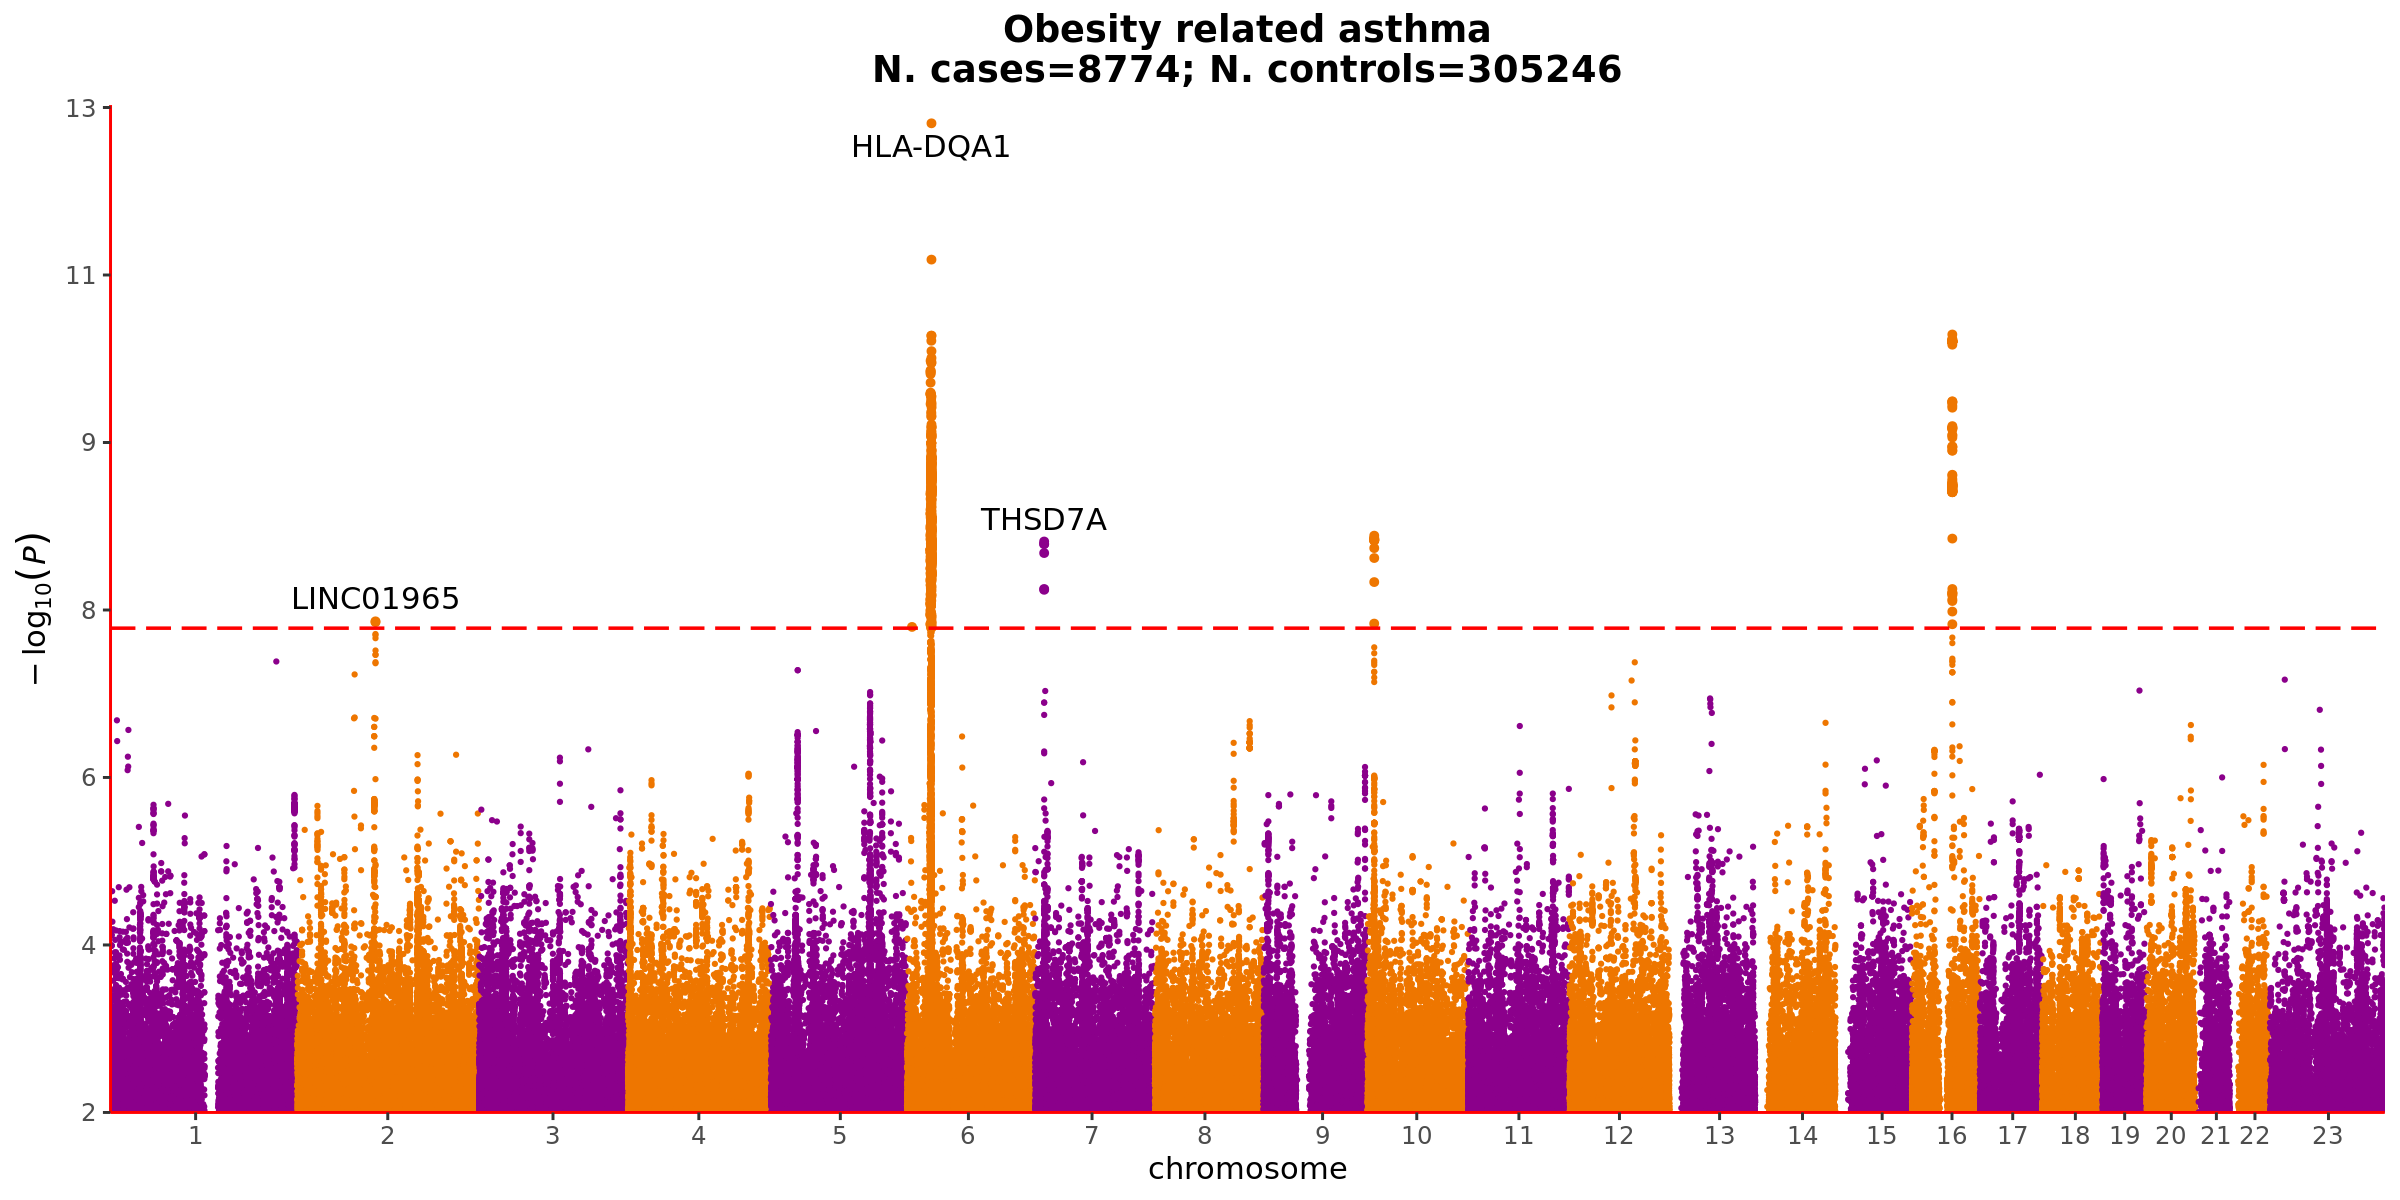 Obesity related asthma
N. cases=8774; N. controls=305246
13
HLA-DQA1
11
9
THSD7A
LINC01965
8
− log10(P)
6
4
2
1 2 3 4 5 6 7 8 9 10 11 12 13 14 15 16 17 18 19 20 21 22 23
chromosome